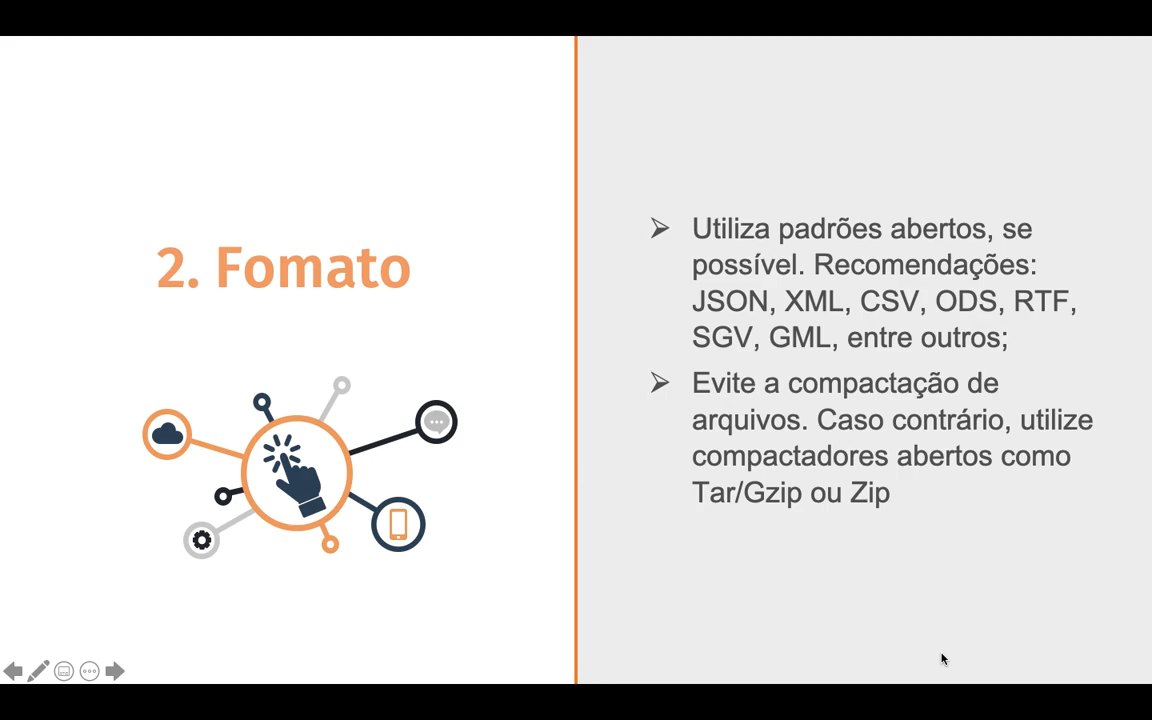 2. Fomato
Utiliza padrões abertos, se
possível. Recomendações:
JSON, XML, CSV, ODS, RTF,
SGV, GML, entre outros;
Evite a compactação de
arquivos. Caso contrário, utilize
compactadores abertos como
Tar/Gzip ou Zip